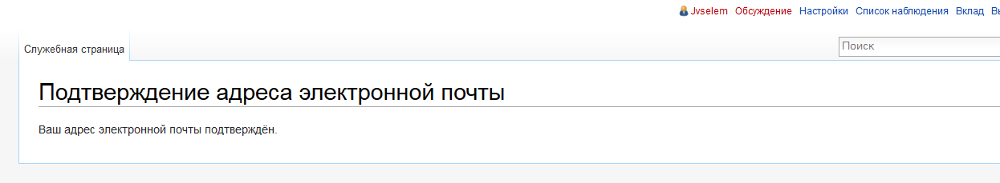 Jvselem Обсуждение Настройки Список наблюдения Вклад
Служебная страница
Поиск
Подтверждение адреса электронной почты
Ваш адрес электронной почты подтверждён.